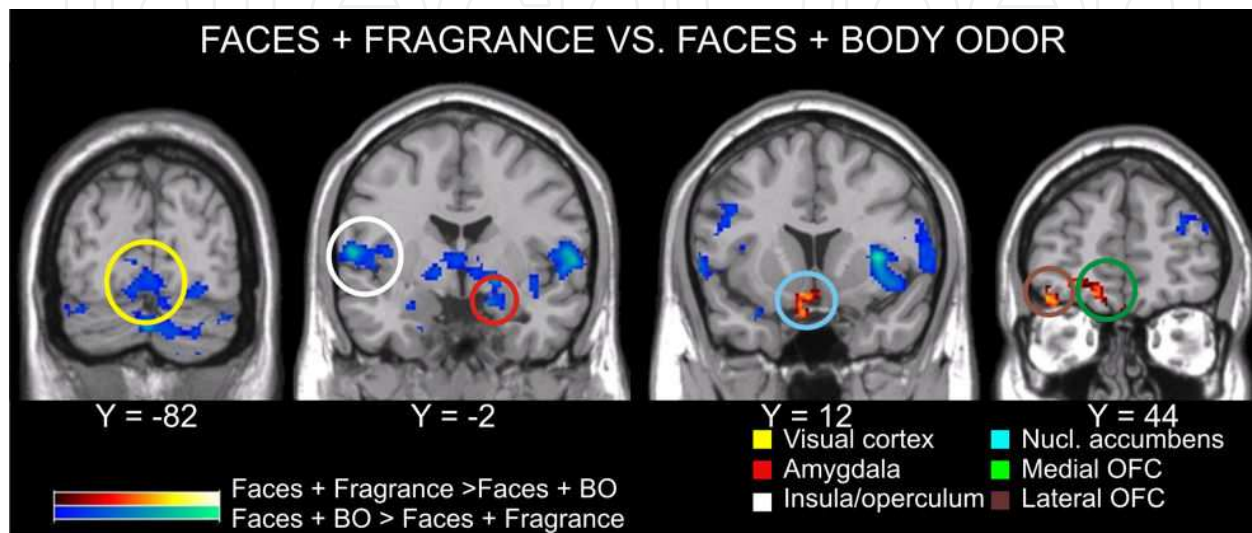 FACES + FRAGRANCE VS. FACES + BODY ODOR
Y = -82
Y = -2
Y = 12
Y = 44
Visual cortex
Nucl. accumbens
Amygdala
Medial OFC
Insula/operculum
Lateral OFC
Faces + Fragrance >Faces + BO
Faces + BO > Faces + Fragrance